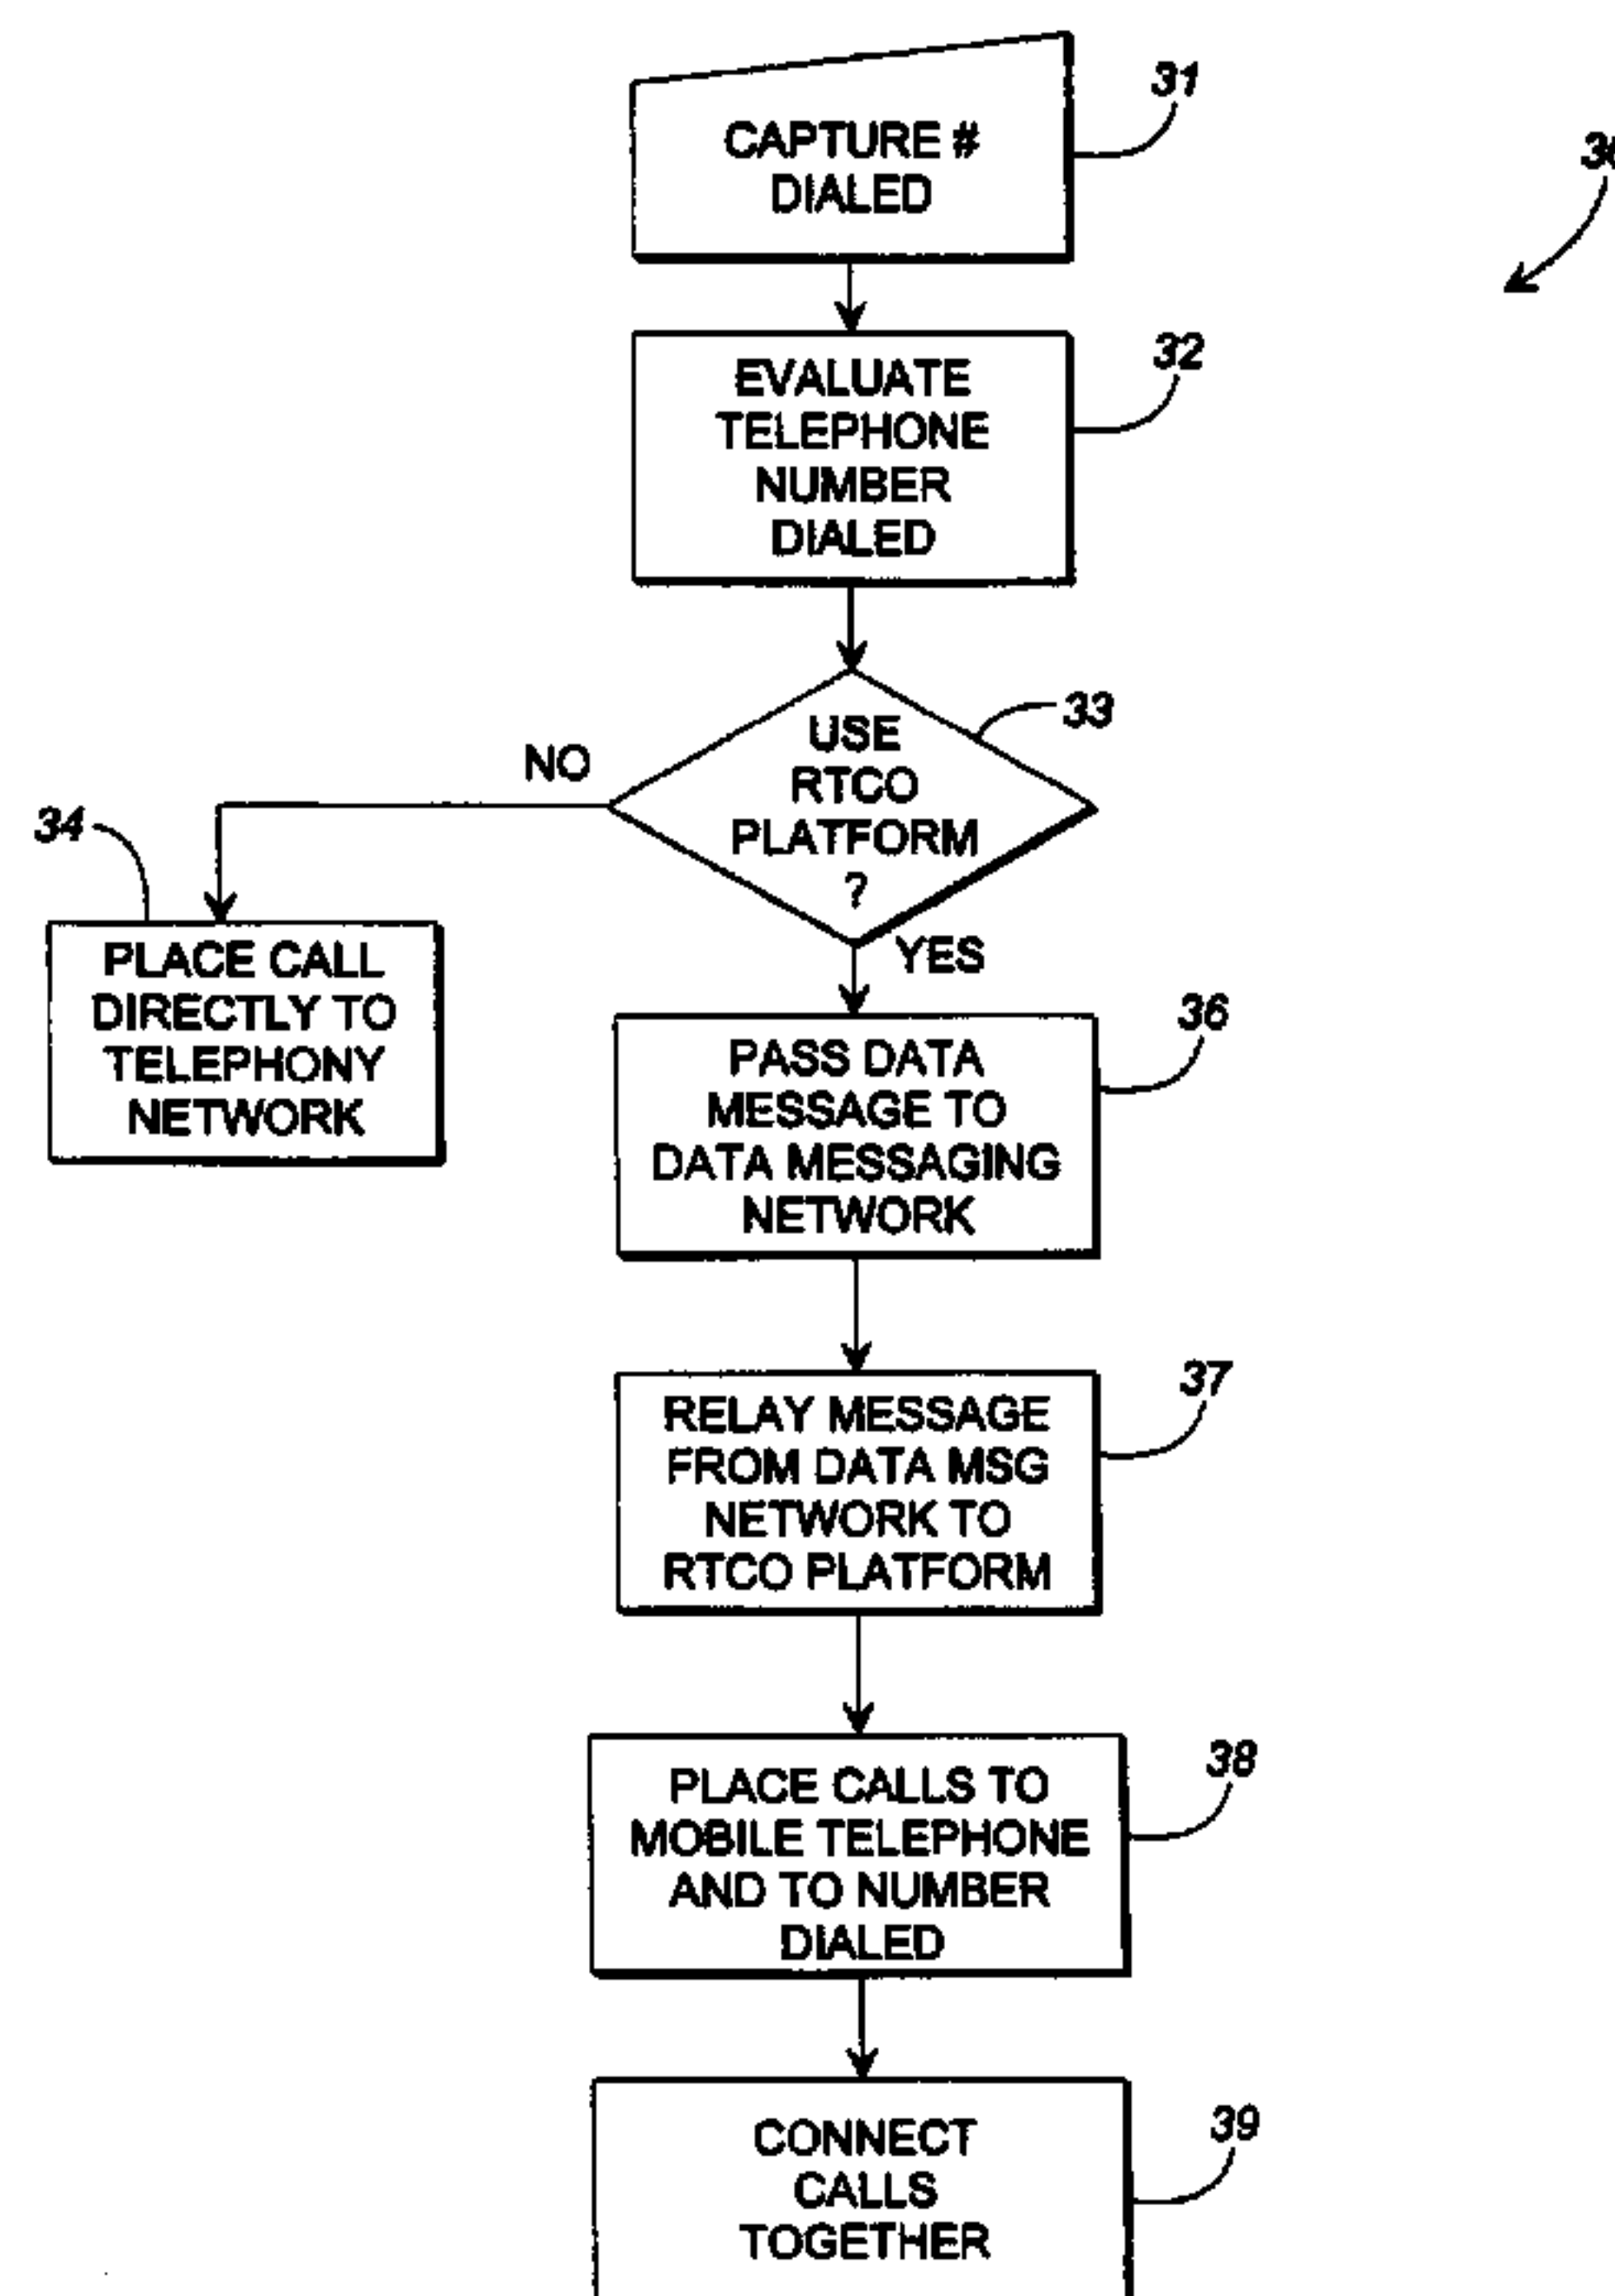 31
CAPTURE #
DIALED
32
EVALUATE
TELEPHONE
NUMBER
DIALED
33
USE
RTCO
PLATFORM
?
NO
YES
34
PLACE CALL
DIRECTLY TO
TELEPHONY
NETWORK
36
PASS DATA
MESSAGE TO
DATA MESSAGING
NETWORK
37
RELAY MESSAGE
FROM DATA MSG
NETWORK TO
RTCO PLATFORM
38
PLACE CALLS TO
MOBILE TELEPHONE
AND TO NUMBER
DIALED
39
CONNECT
CALLS
TOGETHER